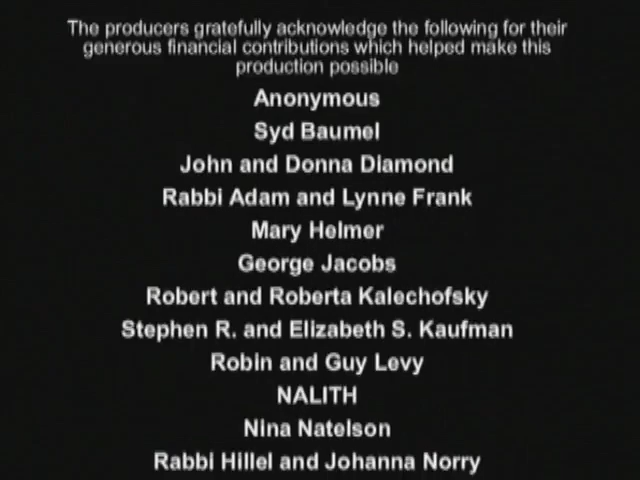 The producers gratefully acknowledge the following for their
generous financial contributions which helped make this
production possible
Anonymous
Syd Baumel
John and Donna Diamond
Rabbi Adam and Lynne Frank
Mary Helmer
George Jacobs
Robert and Roberta Kalechofsky
Stephen R. and Elizabeth S. Kaufman
Robin and Guy Levy
NALITH
Nina Natelson
Rabbi Hillel and Johanna Norry